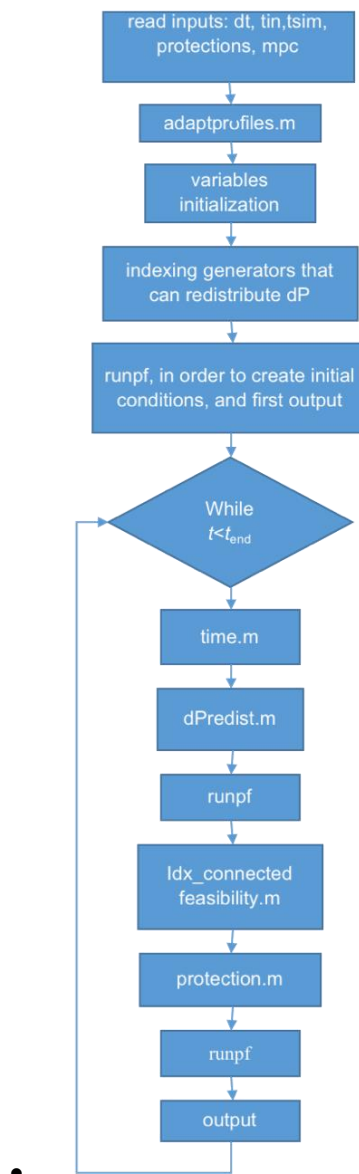 read inputs: dt, tin,tsim,
protections, mpc
adaptprofiles.m
variables
initialization
indexing generators that
can redistribute dP
runpf, in order to create initial
conditions, and first output
While
t<tend
time.m
dPredist.m
runpf
Idx_connected
feasibility.m
protection.m
runpf
output